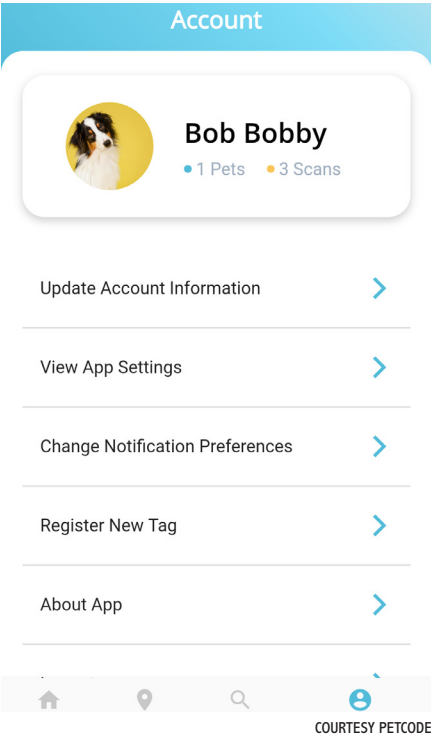 Account
Bob Bobby
1 Pets 3 Scans
Update Account Information
View App Settings
Change Notification Preferences
Register New Tag
About App
COURTESY PETCODE